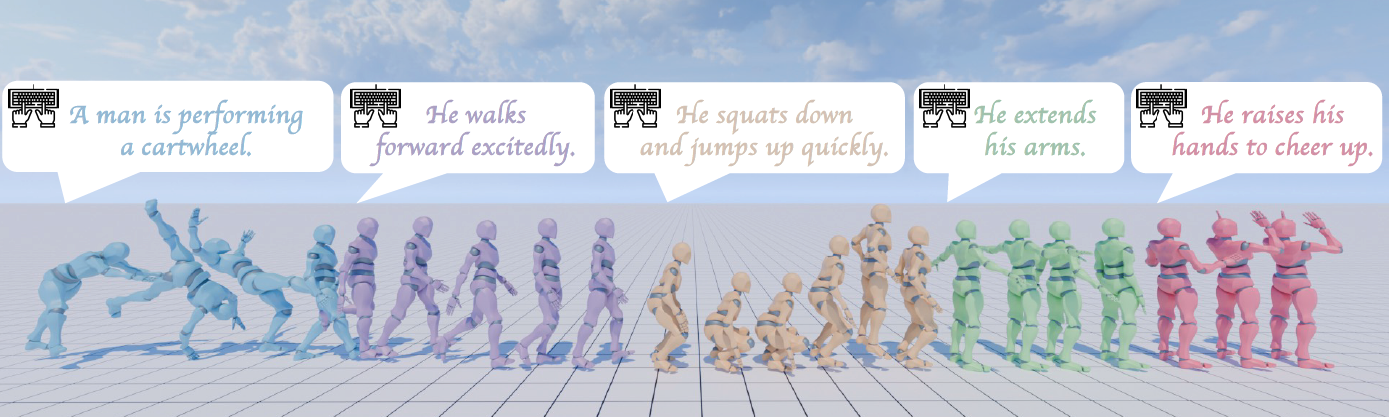 A man is performing
a cartwheel.
He walks
forward excitedly.
He squats down
and jumps up quickly.
He extends
his arms.
He raises his
hands to cheer up.